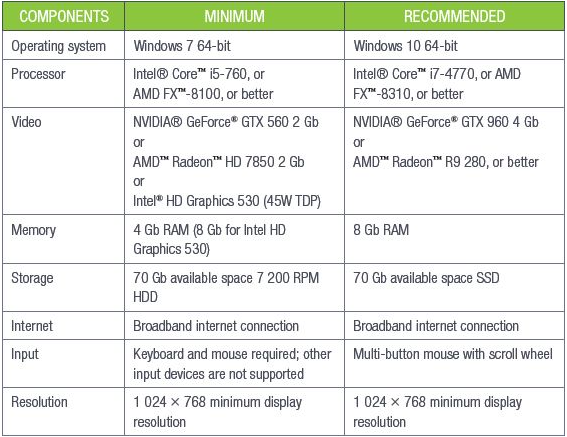 COMPONENTS MINIMUM RECOMMENDED
Operating system Windows 7 64-bit Windows 10 64-bit
Processor Intel® Core™ i5-760, or Intel® Core™ i7-4770, or AMD
AMD FX™-8100, or better FX™-8310, or better
Video NVIDIA® GeForce® GTX 560 2 Gb NVIDIA® GeForce® GTX 960 4 Gb
or or
AMD™ Radeon™ HD 7850 2 Gb AMD™ Radeon™ R9 280, or better
or
Intel® HD Graphics 530 (45W TDP)
Memory 4 Gb RAM (8 Gb for Intel HD 8 Gb RAM
Graphics 530)
Storage 70 Gb available space 7 200 RPM 70 Gb available space SSD
HDD
Internet Broadband internet connection Broadband internet connection
Input Keyboard and mouse required; other Multi-button mouse with scroll wheel
input devices are not supported
Resolution 1 024 × 768 minimum display 1 024 × 768 minimum display
resolution resolution